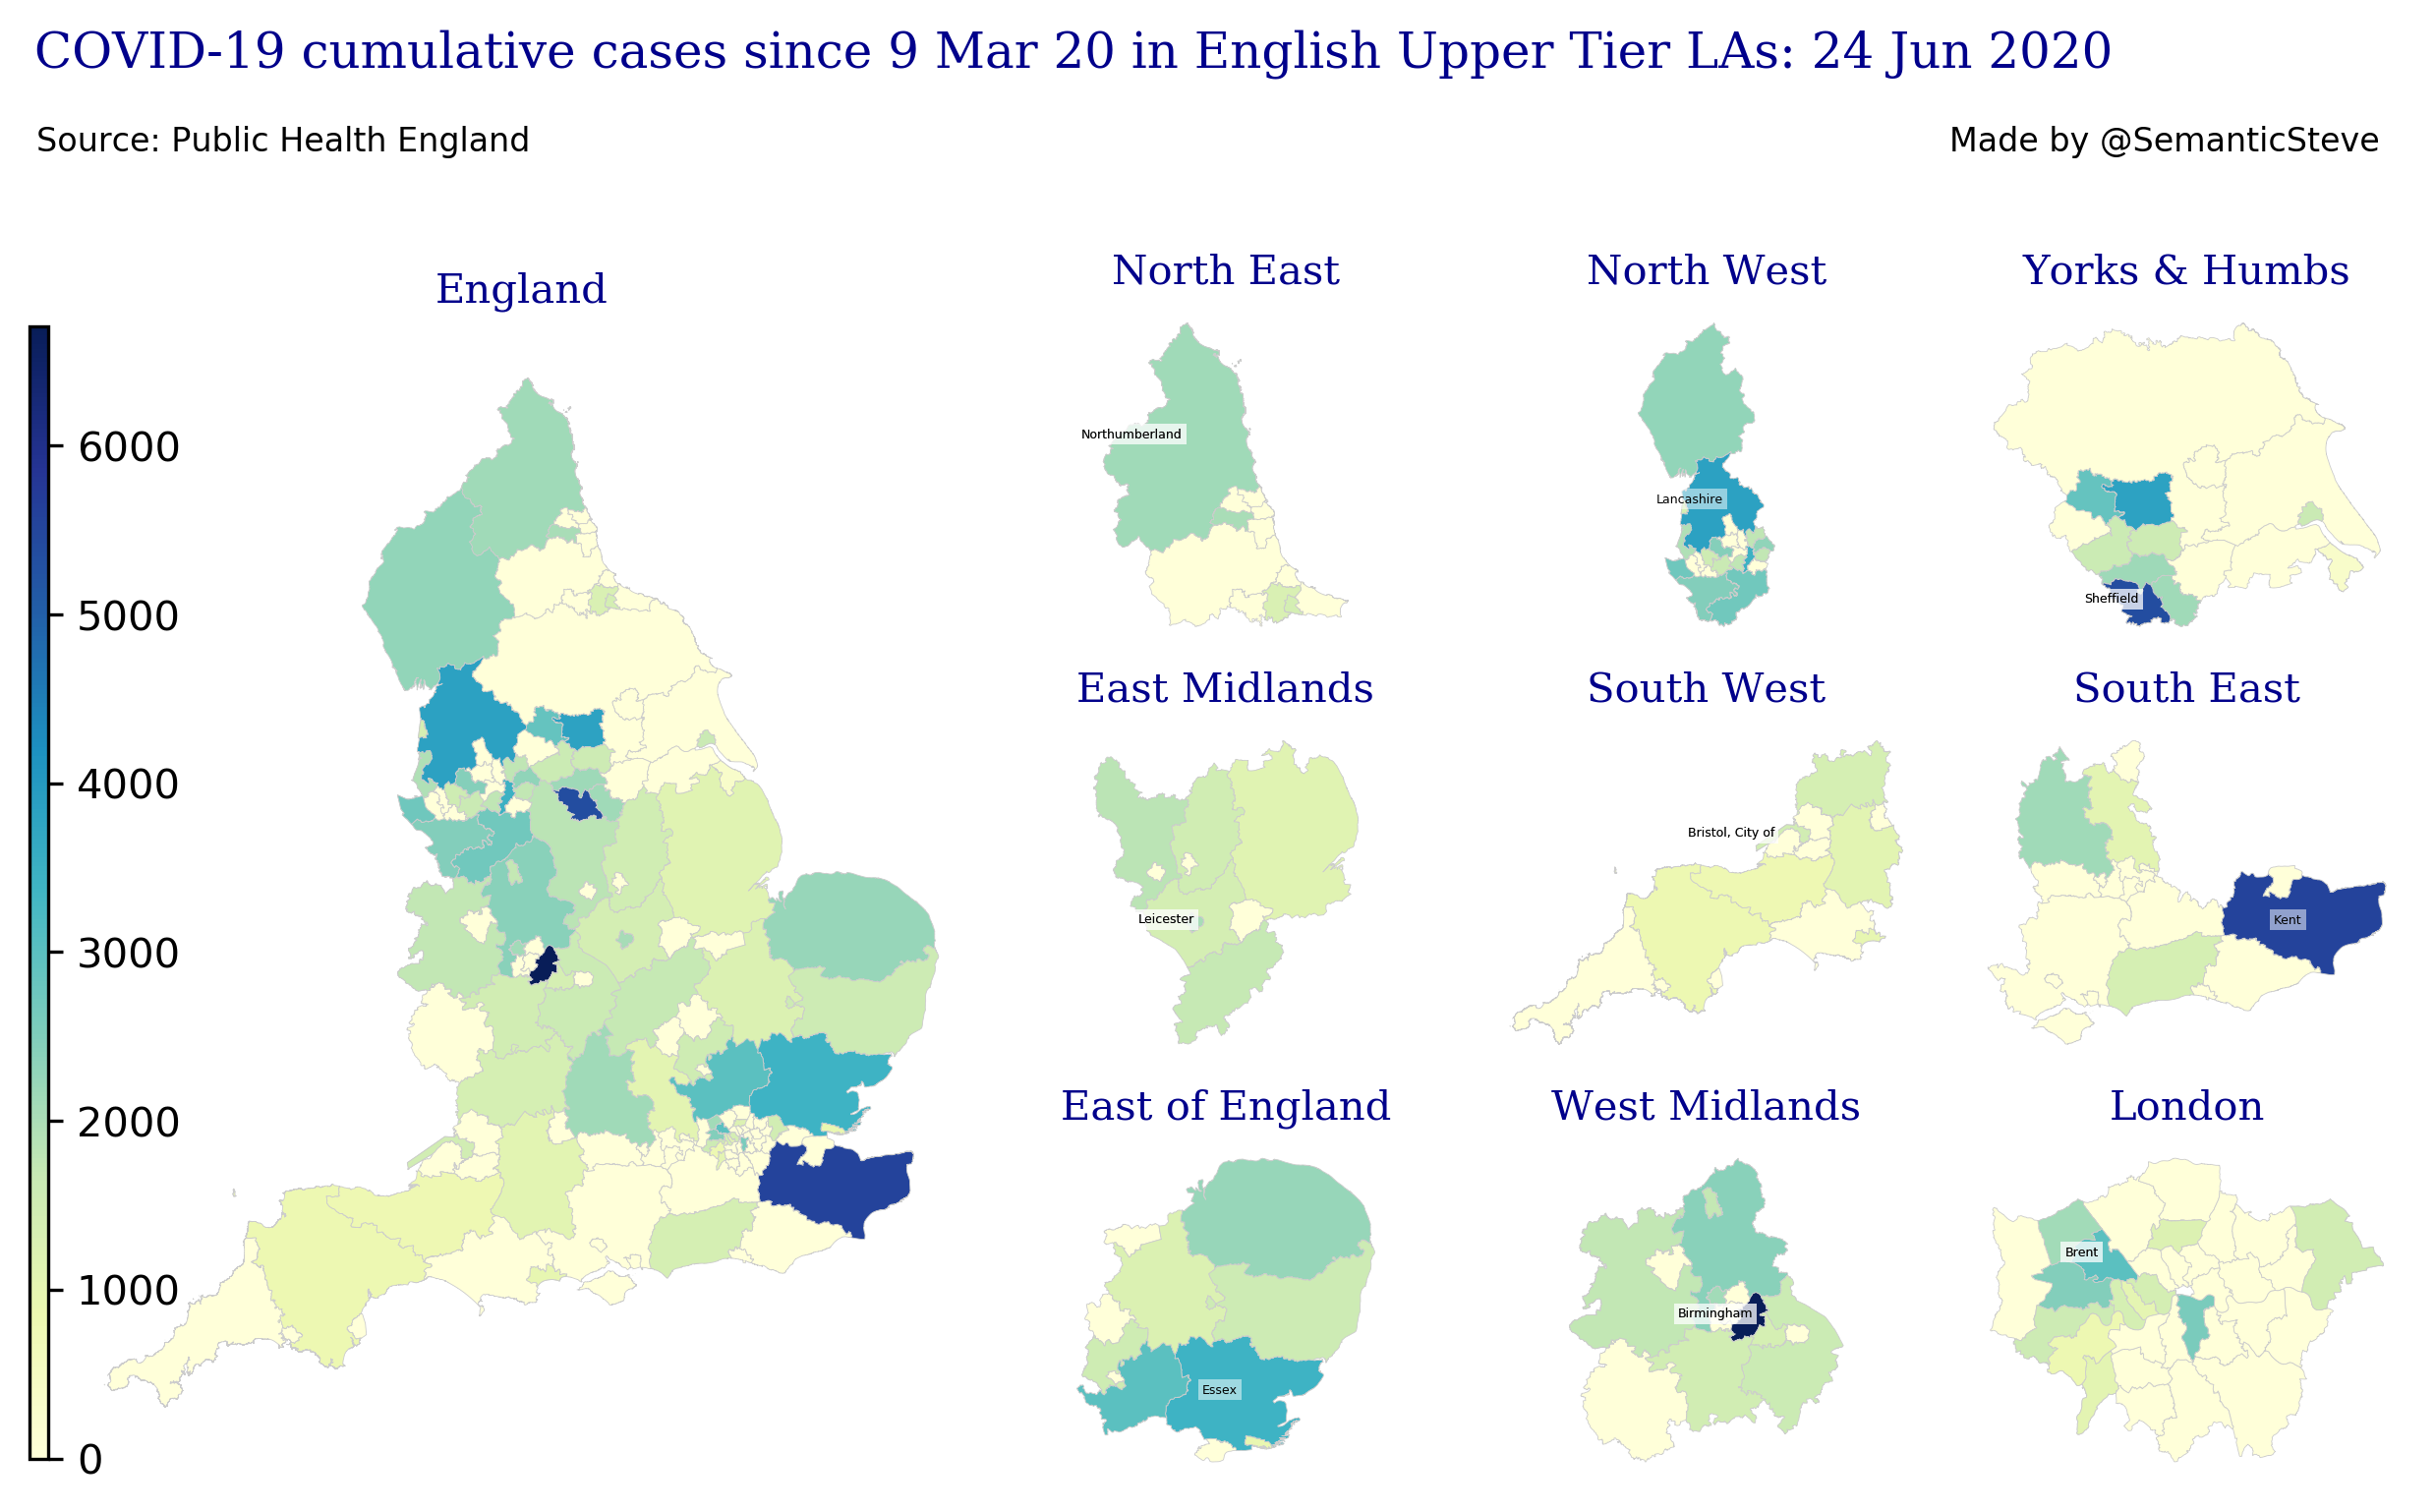 COVID-19 cumulative cases since 9 Mar 20 in English Upper Tier LAs: 24 Jun 2020
Source: Public Health England
Made by @SemanticSteve
England
6000
5000
4000
3000
2000
1000
0
North East
Northumberland
North West
Lancashire
Yorks & Humbs
Sheffield
East Midlands
Leicester
South West
Bristol, City of
South East
Kent
East of England
Essex
West Midlands
Birmingham
London
Brent